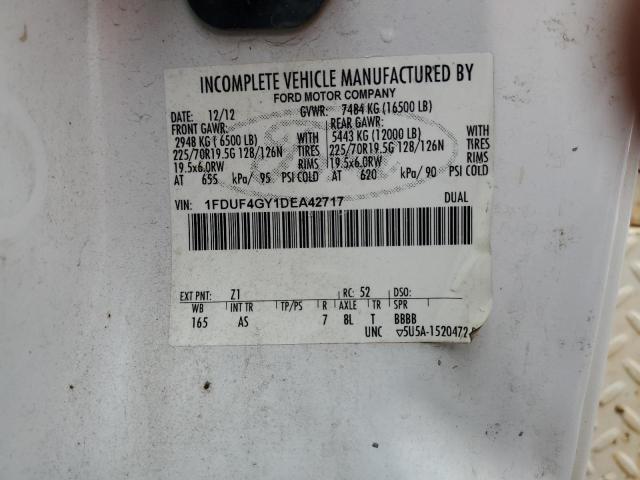 INCOMPLETE VEHICLE MANUFACTURED BY
FORD MOTOR COMPANY
DATE: 12/12 GVWR: 7484 KG (16500 LB)
FRONT GAWR: REAR GAWR:
2948 KG ( 6500 LB) WITH 5443 KG (12000 LB) WITH
225/70R19.5G 128/126N TIRES 225/70R19.5G 128/126N TIRES
19.5x6.0RW RIMS 19.5x6.0RW RIMS
AT 655 kPa/ 95 PSI COLD AT 620 kPa/ 90 PSI COLD
VIN: 1FDUF4GY1DEA42717 DUAL
EXT PNT: Z1 RC: 52 DSO:
WB INT TR TP/PS R AXLE TR SPR
165 AS 7 8L T BBBB
UNC ▽5U5A-1520472